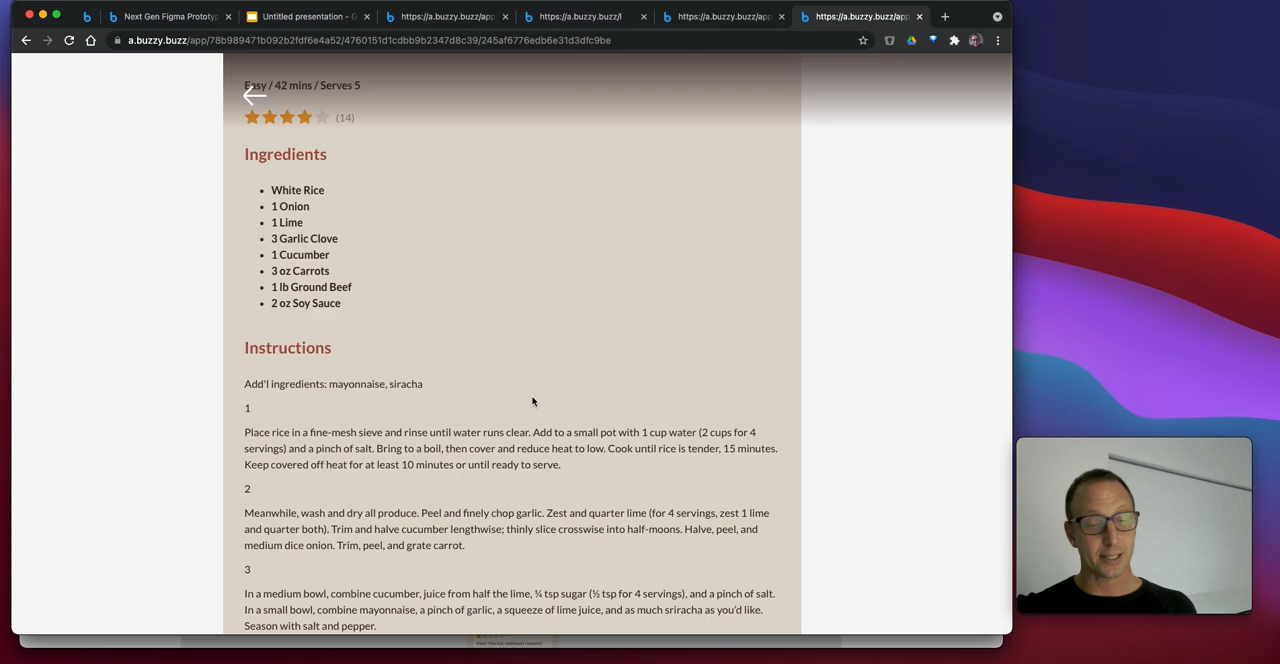 Next Gen Figma Prototyp
Untitled presentation - G
https://a.buzzy.buzz/app
https://a.buzzy.buzz/l
https://a.buzzy.buzz/app
https://a.buzzy.buzz/app
a.buzzy.buzz/app/78b989471b092b2fdf6e4a52/4760151d1cdbb9b2347d8c39/245af6776edb6e31d3dfc9be
Easy / 42 mins / Serves 5
(14)
Ingredients
• White Rice
• 1 Onion
• 1 Lime
• 3 Garlic Clove
• 1 Cucumber
• 3 oz Carrots
• 1 lb Ground Beef
• 2 oz Soy Sauce
Instructions
Add'l ingredients: mayonnaise, siracha
1
Place rice in a fine-mesh sieve and rinse until water runs clear. Add to a small pot with 1 cup water (2 cups for 4
servings) and a pinch of salt. Bring to a boil, then cover and reduce heat to low. Cook until rice is tender, 15 minutes.
Keep covered off heat for at least 10 minutes or until ready to serve.
2
Meanwhile, wash and dry all produce. Peel and finely chop garlic. Zest and quarter lime (for 4 servings, zest 1 lime
and quarter both). Trim and halve cucumber lengthwise; thinly slice crosswise into half-moons. Halve, peel, and
medium dice onion. Trim, peel, and grate carrot.
3
In a medium bowl, combine cucumber, juice from half the lime, ¼ tsp sugar (½ tsp for 4 servings), and a pinch of salt.
In a small bowl, combine mayonnaise, a pinch of garlic, a squeeze of lime juice, and as much sriracha as you'd like.
Season with salt and pepper.